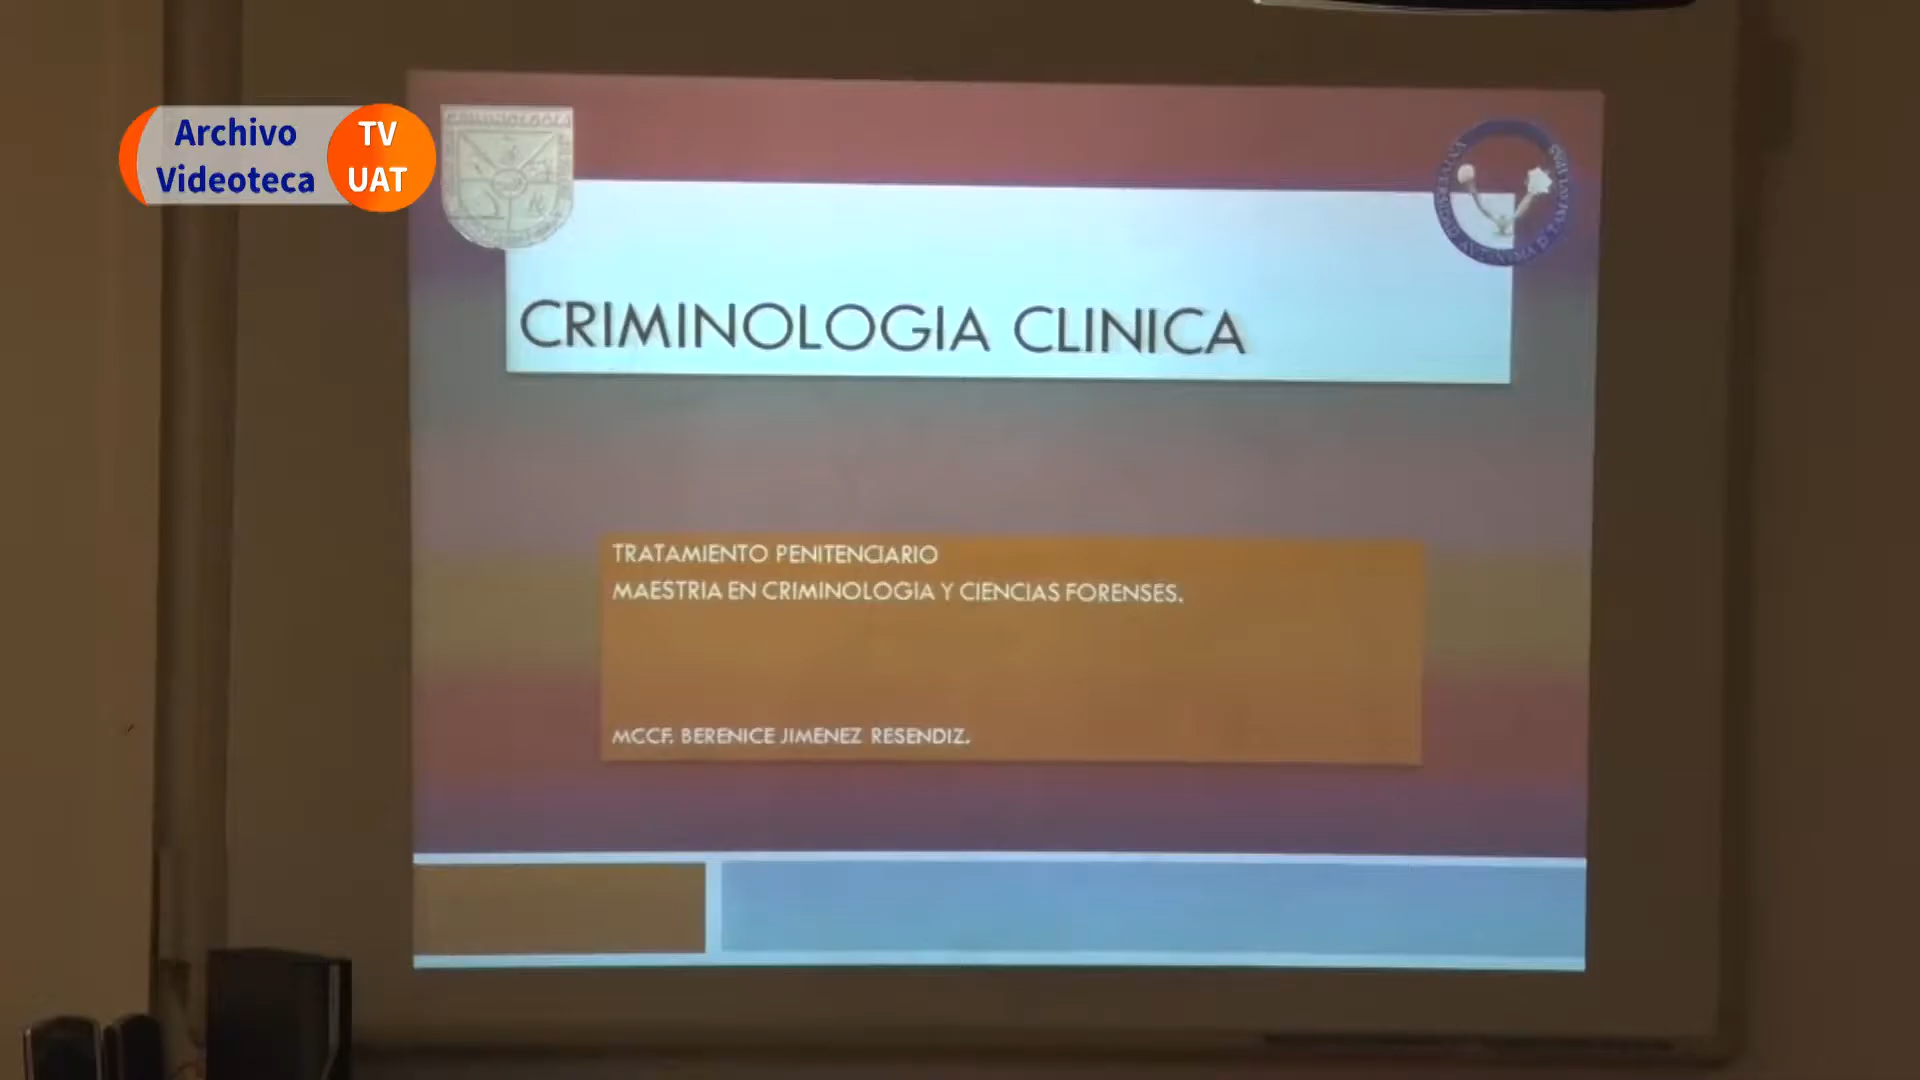 Archivo
Videoteca
TV
UAT
CRIMINOLOGIA CLINICA
TRATAMIENTO PENITENCIARIO
MAESTRIA EN CRIMINOLOGIA Y CIENCIAS FORENSES.
MCCF. BERENICE JIMENEZ RESENDIZ.